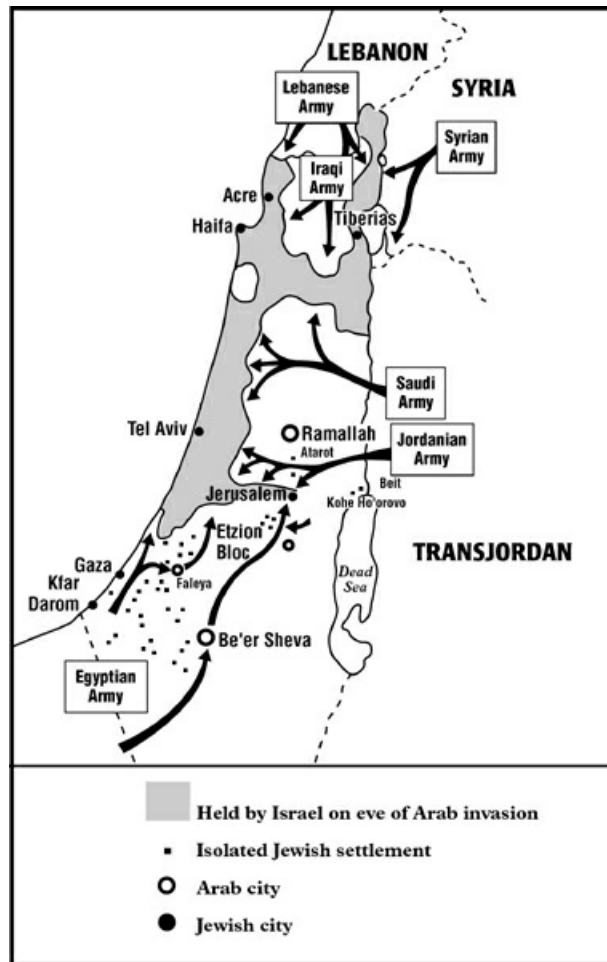 LEBANON
SYRIA
Lebanese
Army
Syrian
Army
Iraqi
Army
Acre
Haifa
Tiberias
Saudi
Army
Tel Aviv
Ramallah
Atarot
Jordanian
Army
Jerusalem
Beit
Kohe Ho'orovo
Etzion
Bloc
TRANSJORDAN
Gaza
Kfar
Darom
Faleya
Dead
Sea
Be'er Sheva
Egyptian
Army
Held by Israel on eve of Arab invasion
Isolated Jewish settlement
Arab city
Jewish city